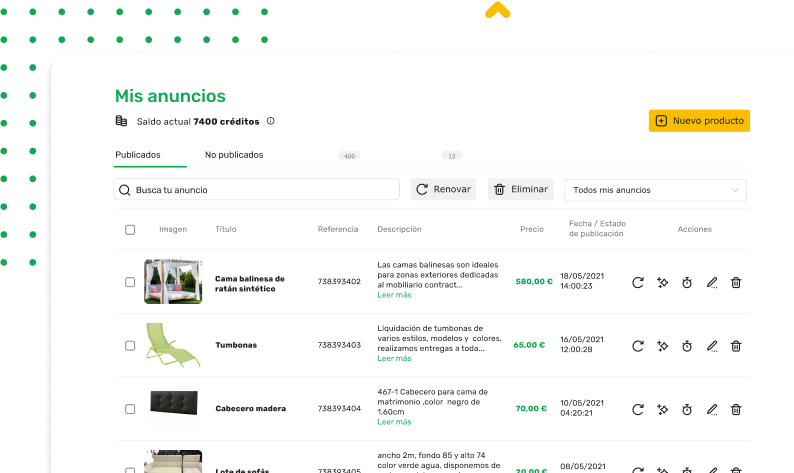 Mis anuncios
Saldo actual 7400 créditos
Nuevo producto
Publicados No publicados 400 12
Busca tu anuncio Renovar Eliminar Todos mis anuncios
Imagen Título Referencia Descripción Precio Fecha / Estado de publicación Acciones
Cama balinesa de
ratán sintético
738393402
Las camas balinesas son ideales
para zonas exteriores dedicadas
al mobiliario contract...
Leer más
580,00 €
18/05/2021
14:00:23
Tumbonas
738393403
Liquidación de tumbonas de
varios estilos, modelos y colores,
realizamos entregas a toda...
Leer más
65,00 €
16/05/2021
12:00:28
Cabecero madera
738393404
467-1 Cabecero para cama de
matrimonio .color negro de
1,60cm
Leer más
70,00 €
10/05/2021
04:20:21
Lote de sofás
738393405
ancho 2m, fondo 85 y alto 74
color verde agua, disponemos de
20,00 €
08/05/2021